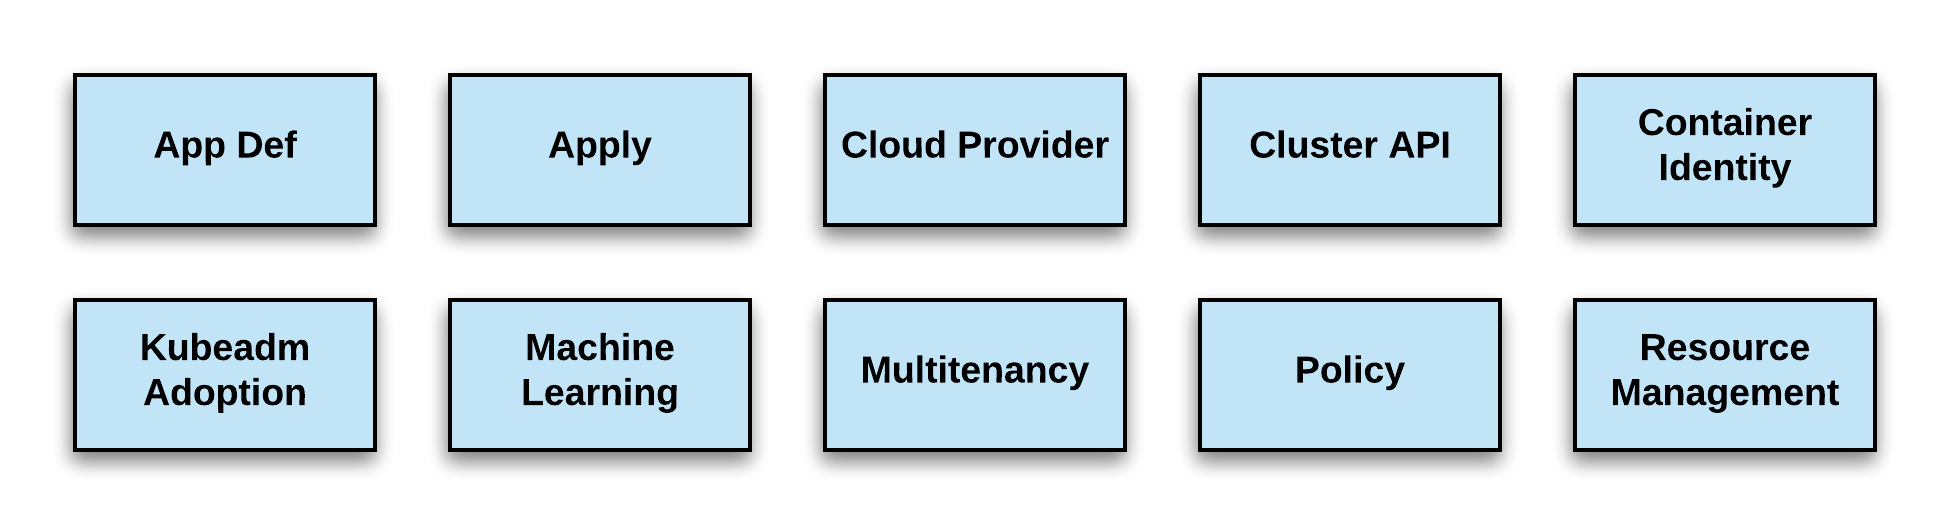 App Def
Apply
Cloud Provider
Cluster API
Container
Identity
Kubeadm
Adoption
Machine
Learning
Multitenancy
Policy
Resource
Management